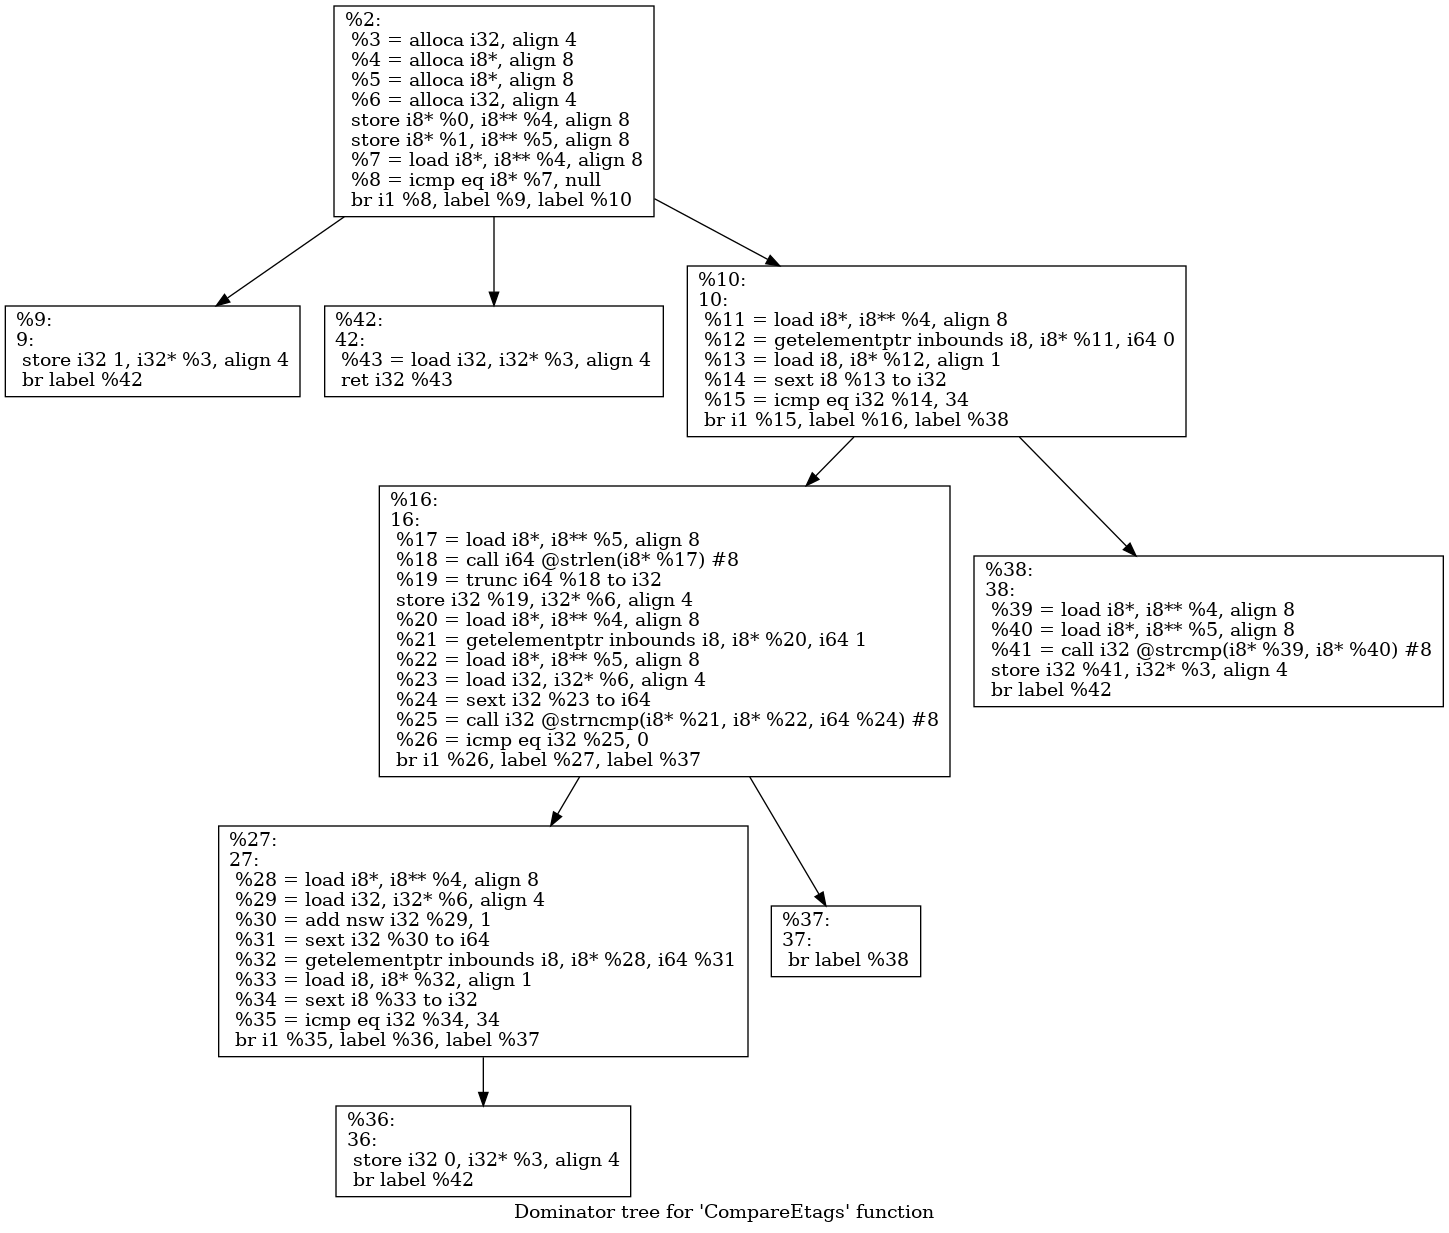 %2:
%3 = alloca i32, align 4
%4 = alloca i8*, align 8
%5 = alloca i8*, align 8
%6 = alloca i32, align 4
store i8* %0, i8** %4, align 8
store i8* %1, i8** %5, align 8
%7 = load i8*, i8** %4, align 8
%8 = icmp eq i8* %7, null
br i1 %8, label %9, label %10
%9:
9:
store i32 1, i32* %3, align 4
br label %42
%42:
42:
%43 = load i32, i32* %3, align 4
ret i32 %43
%10:
10:
%11 = load i8*, i8** %4, align 8
%12 = getelementptr inbounds i8, i8* %11, i64 0
%13 = load i8, i8* %12, align 1
%14 = sext i8 %13 to i32
%15 = icmp eq i32 %14, 34
br i1 %15, label %16, label %38
%16:
16:
%17 = load i8*, i8** %5, align 8
%18 = call i64 @strlen(i8* %17) #8
%19 = trunc i64 %18 to i32
store i32 %19, i32* %6, align 4
%20 = load i8*, i8** %4, align 8
%21 = getelementptr inbounds i8, i8* %20, i64 1
%22 = load i8*, i8** %5, align 8
%23 = load i32, i32* %6, align 4
%24 = sext i32 %23 to i64
%25 = call i32 @strncmp(i8* %21, i8* %22, i64 %24) #8
%26 = icmp eq i32 %25, 0
br i1 %26, label %27, label %37
%38:
38:
%39 = load i8*, i8** %4, align 8
%40 = load i8*, i8** %5, align 8
%41 = call i32 @strcmp(i8* %39, i8* %40) #8
store i32 %41, i32* %3, align 4
br label %42
%27:
27:
%28 = load i8*, i8** %4, align 8
%29 = load i32, i32* %6, align 4
%30 = add nsw i32 %29, 1
%31 = sext i32 %30 to i64
%32 = getelementptr inbounds i8, i8* %28, i64 %31
%33 = load i8, i8* %32, align 1
%34 = sext i8 %33 to i32
%35 = icmp eq i32 %34, 34
br i1 %35, label %36, label %37
%37:
37:
br label %38
%36:
36:
store i32 0, i32* %3, align 4
br label %42
Dominator tree for 'CompareEtags' function